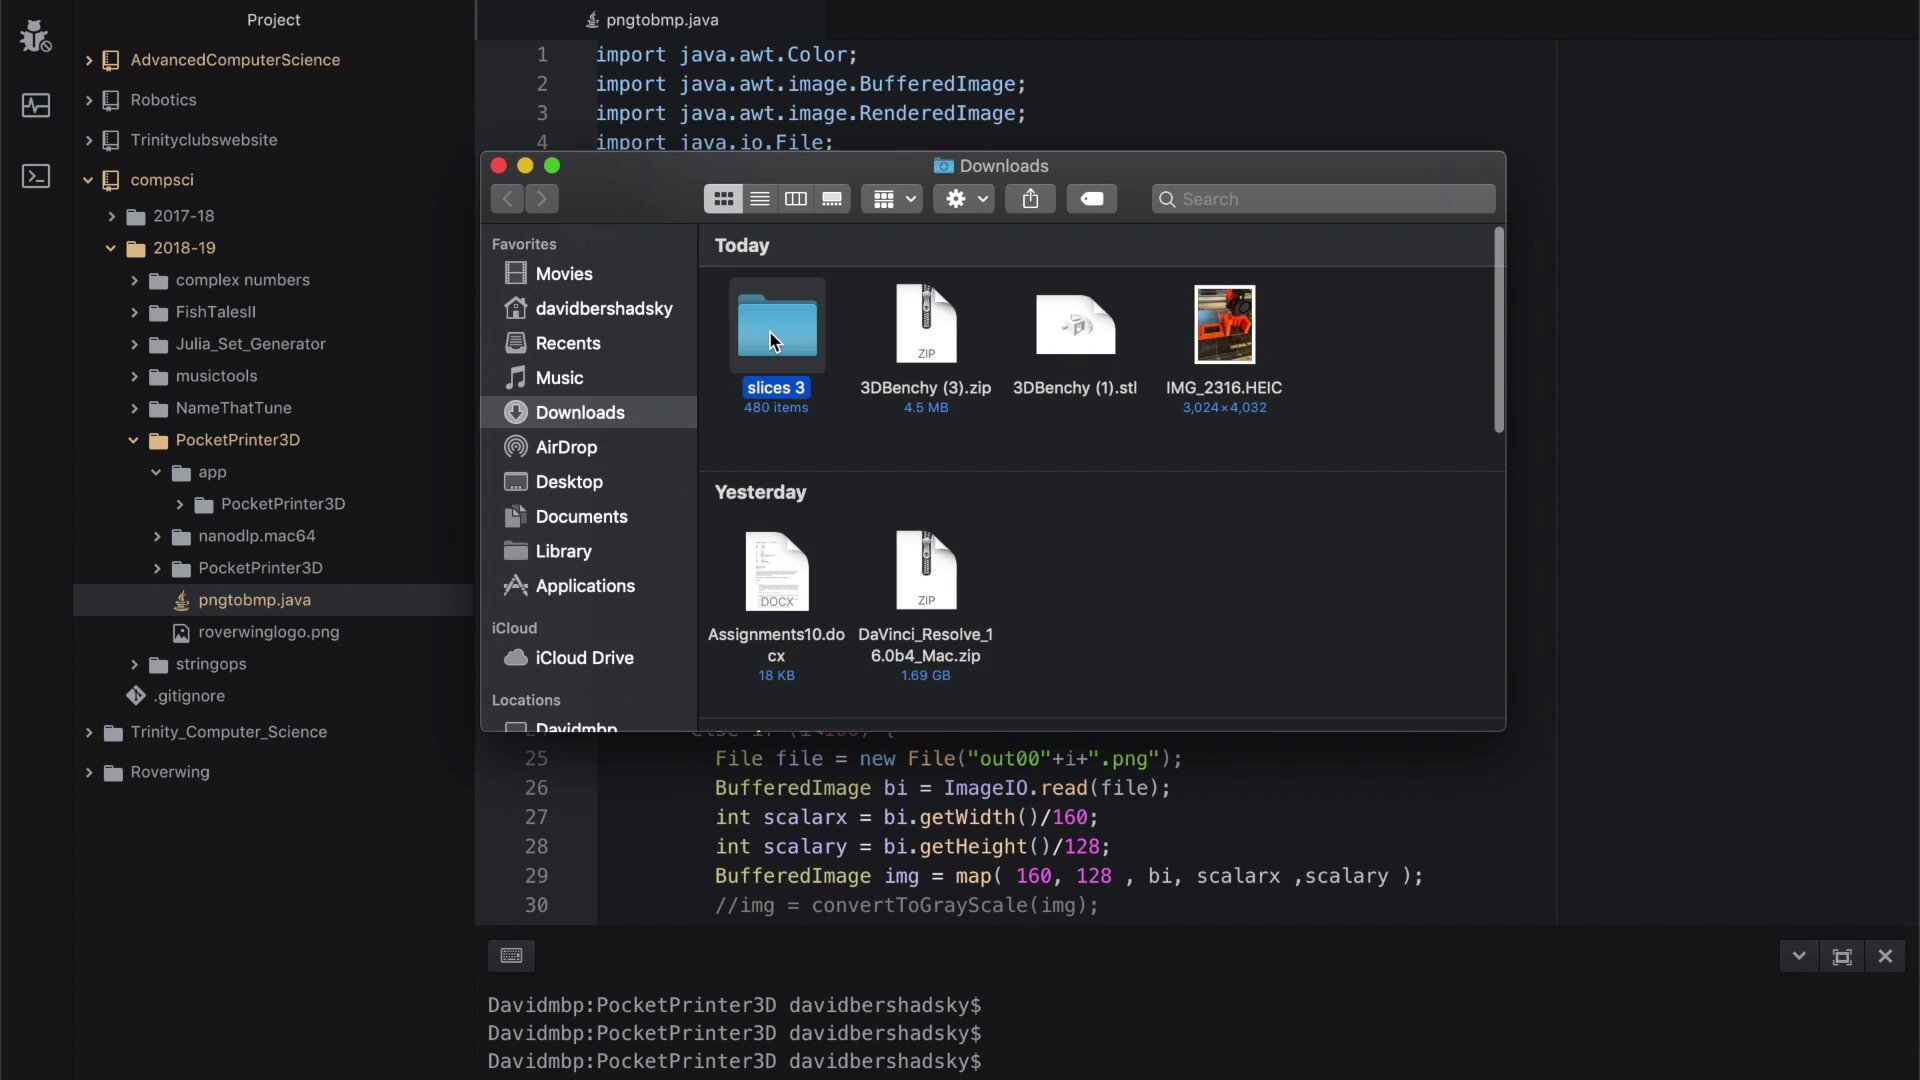 Project
AdvancedComputerScience
Robotics
Trinityclubswebsite
compsci
2017-18
2018-19
complex numbers
FishTalesII
Julia_Set_Generator
musictools
NameThatTune
PocketPrinter3D
app
PocketPrinter3D
nanodlp.mac64
PocketPrinter3D
pngtobmp.java
roverwinglogo.png
stringops
.gitignore
Trinity_Computer_Science
Roverwing
pngtobmp.java
1 import java.awt.Color;
2 import java.awt.image.BufferedImage;
3 import java.awt.image.RenderedImage;
4 import java.io.File;
Downloads
Search
Favorites
Movies
davidbershadsky
Recents
Music
Downloads
AirDrop
Desktop
Documents
Library
Applications
iCloud
iCloud Drive
Locations
Davidmbp
Today
slices 3
480 items
ZIP
3DBenchy (3).zip
4.5 MB
3DBenchy (1).stl
IMG_2316.HEIC
3,024×4,032
Yesterday
DOCX
Assignments10.do
cx
18 KB
ZIP
DaVinci_Resolve_1
6.0b4_Mac.zip
1.69 GB
25 File file = new File("out00"+i+".png");
26 BufferedImage bi = ImageIO.read(file);
27 int scalarx = bi.getWidth()/160;
28 int scalary = bi.getHeight()/128;
29 BufferedImage img = map( 160, 128 , bi, scalarx ,scalary );
30 //img = convertToGrayScale(img);
Davidmbp:PocketPrinter3D davidbershadsky$
Davidmbp:PocketPrinter3D davidbershadsky$
Davidmbp:PocketPrinter3D davidbershadsky$